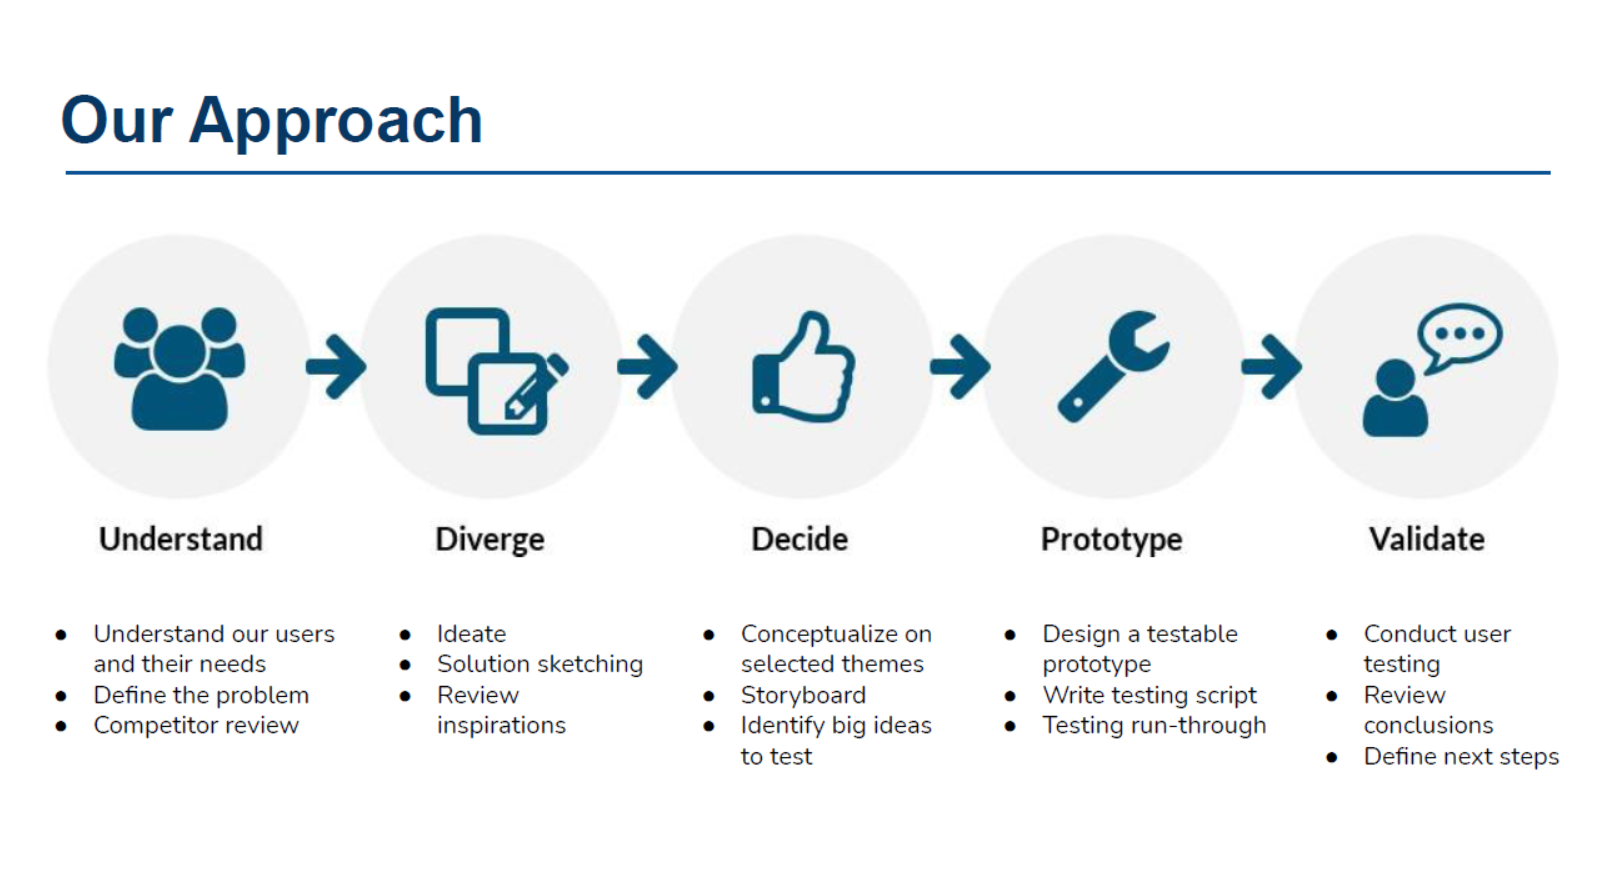 Our Approach
Understand
Diverge
Decide
Prototype
Validate
● Understand our users
and their needs
● Define the problem
● Competitor review
● Ideate
● Solution sketching
● Review
inspirations
● Conceptualize on
selected themes
● Storyboard
● Identify big ideas
to test
● Design a testable
prototype
● Write testing script
● Testing run-through
● Conduct user
testing
● Review
conclusions
● Define next steps